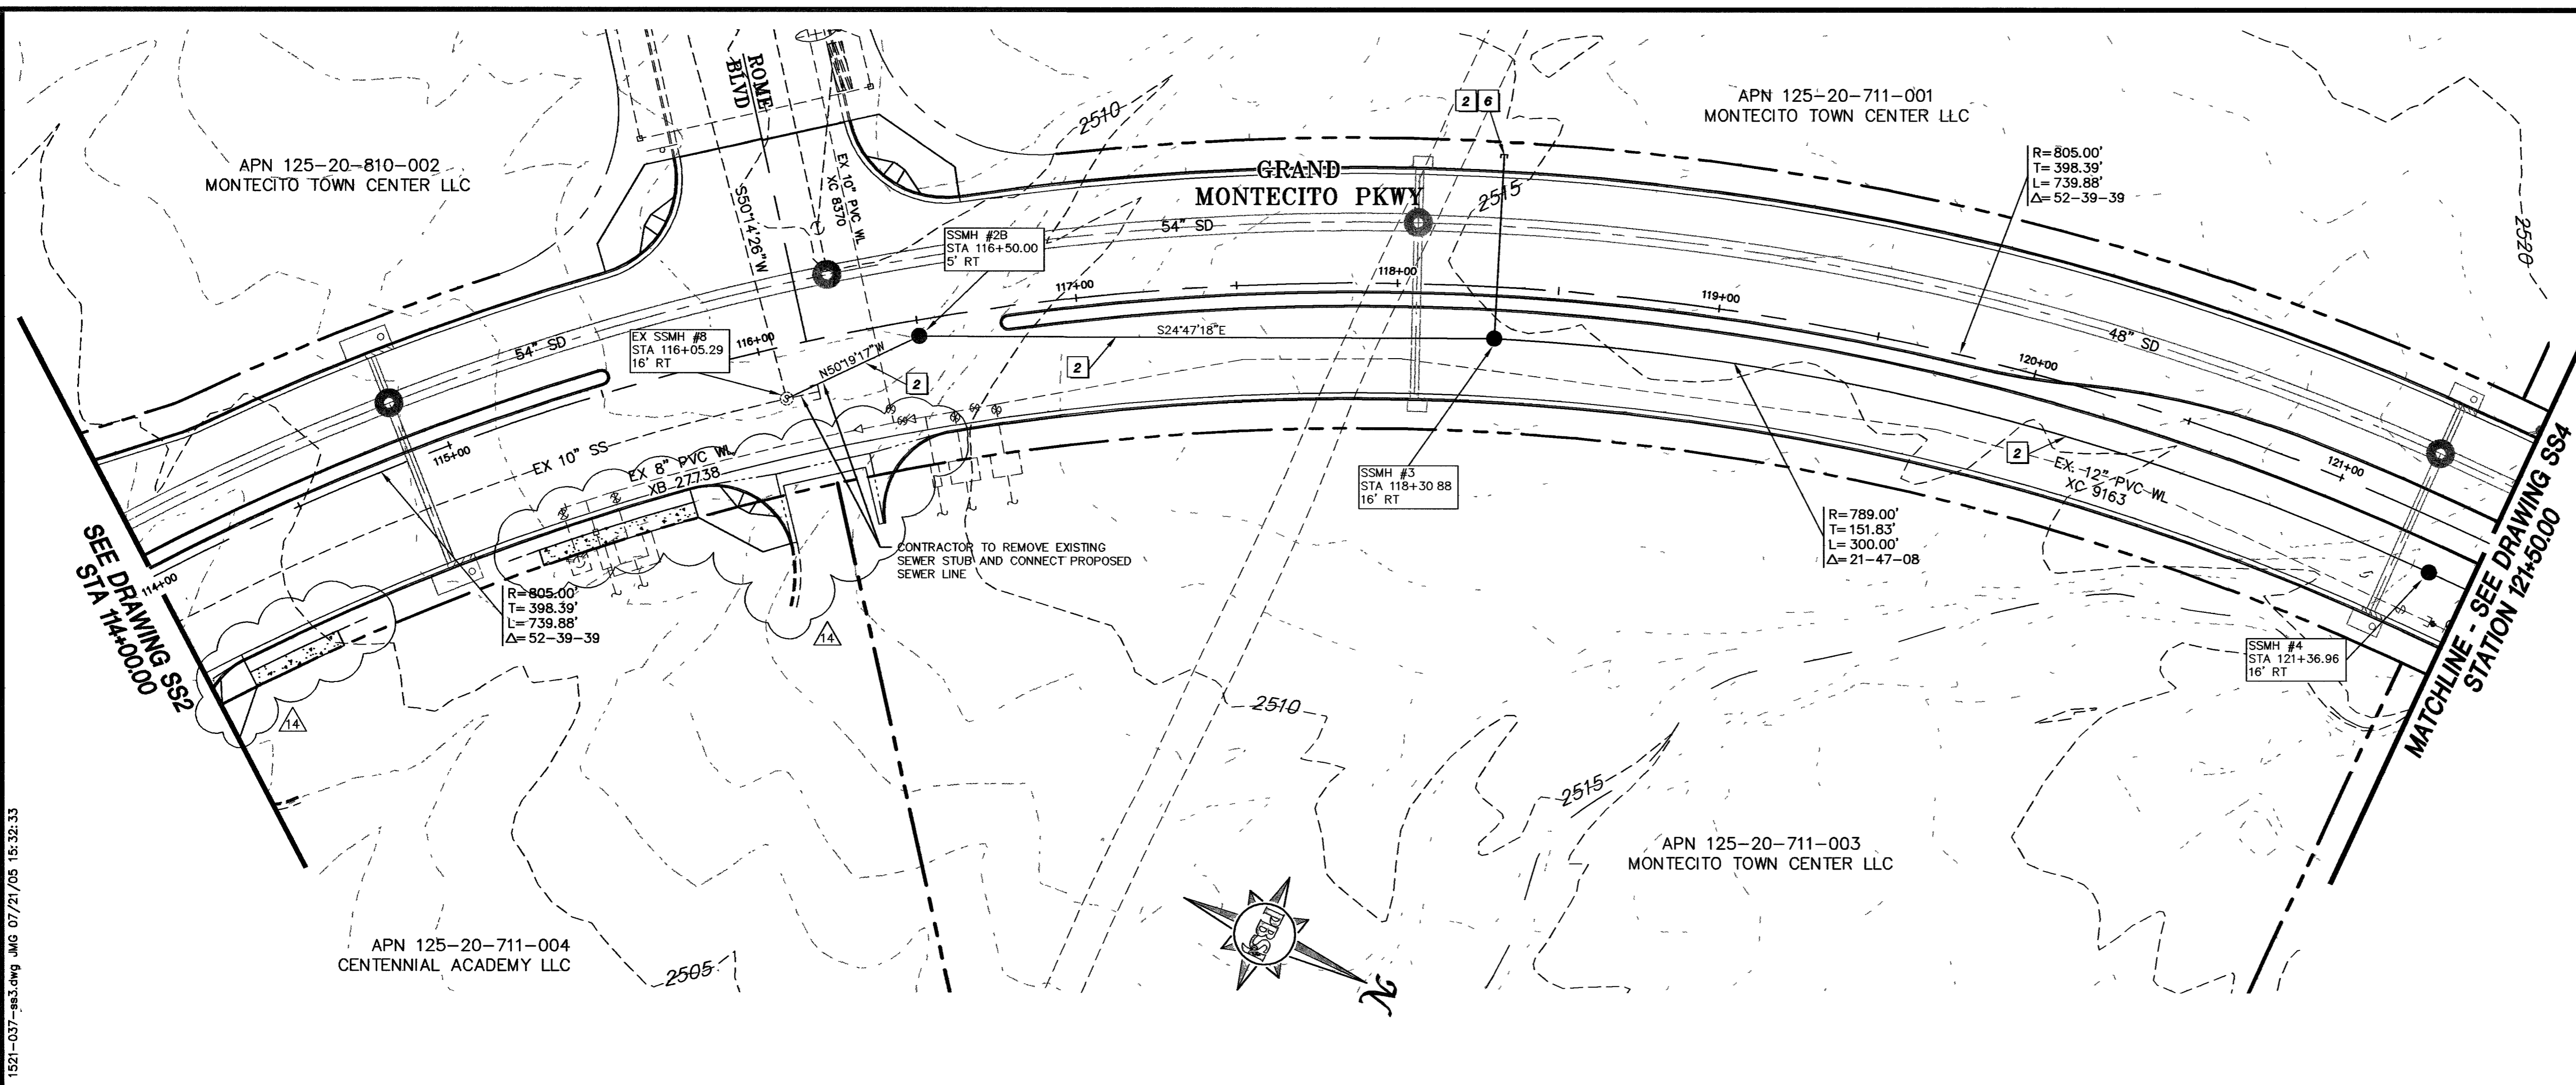 ROME
BLVD
2510
2 6
APN 125-20-711-001
MONTECITO TOWN CENTER LLC
APN 125-20-810-002
MONTECITO TOWN CENTER LLC
EX 10" PVC WL
XC 8370
S50°14'26"W
GRAND
MONTECITO PKWY
2515
R=805.00'
T=398.39'
L=739.88'
Δ=52-39-39
2520
54" SD
SSMH #2B
STA 116+50.00
5' RT
117+00
118+00
119+00
54" SD
EX SSMH #8
STA 116+05.29
16' RT
116+00
S24°47'18"E
N50°19'17"W
2
2
48" SD
120+00
115+00
EX 10" SS
EX 8" PVC WL
XB 27738
SSMH #3
STA 118+30 88
16' RT
2
EX. 12" PVC WL
XC 9163
121+00
R=789.00'
T=151.83'
L=300.00'
Δ=21-47-08
CONTRACTOR TO REMOVE EXISTING
SEWER STUB AND CONNECT PROPOSED
SEWER LINE
114+00
SEE DRAWING SS2
STA 114+00.00
R=805.00'
T=398.39'
L=739.88'
Δ=52-39-39
14
14
SSMH #4
STA 121+36.96
16' RT
MATCHLINE - SEE DRAWING SS4
STATION 121+50.00
2510
2515
APN 125-20-711-003
MONTECITO TOWN CENTER LLC
APN 125-20-711-004
CENTENNIAL ACADEMY LLC
2505
PBSJ
N
1521-037-ss3.dwg JMG 07/21/05 15:32:33